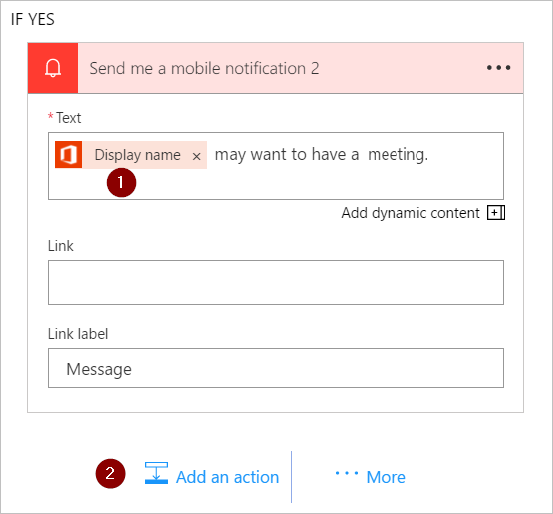 IF YES
Send me a mobile notification 2
* Text
Display name × may want to have a  meeting.
1
Add dynamic content
Link
Link label
Message
2 Add an action More